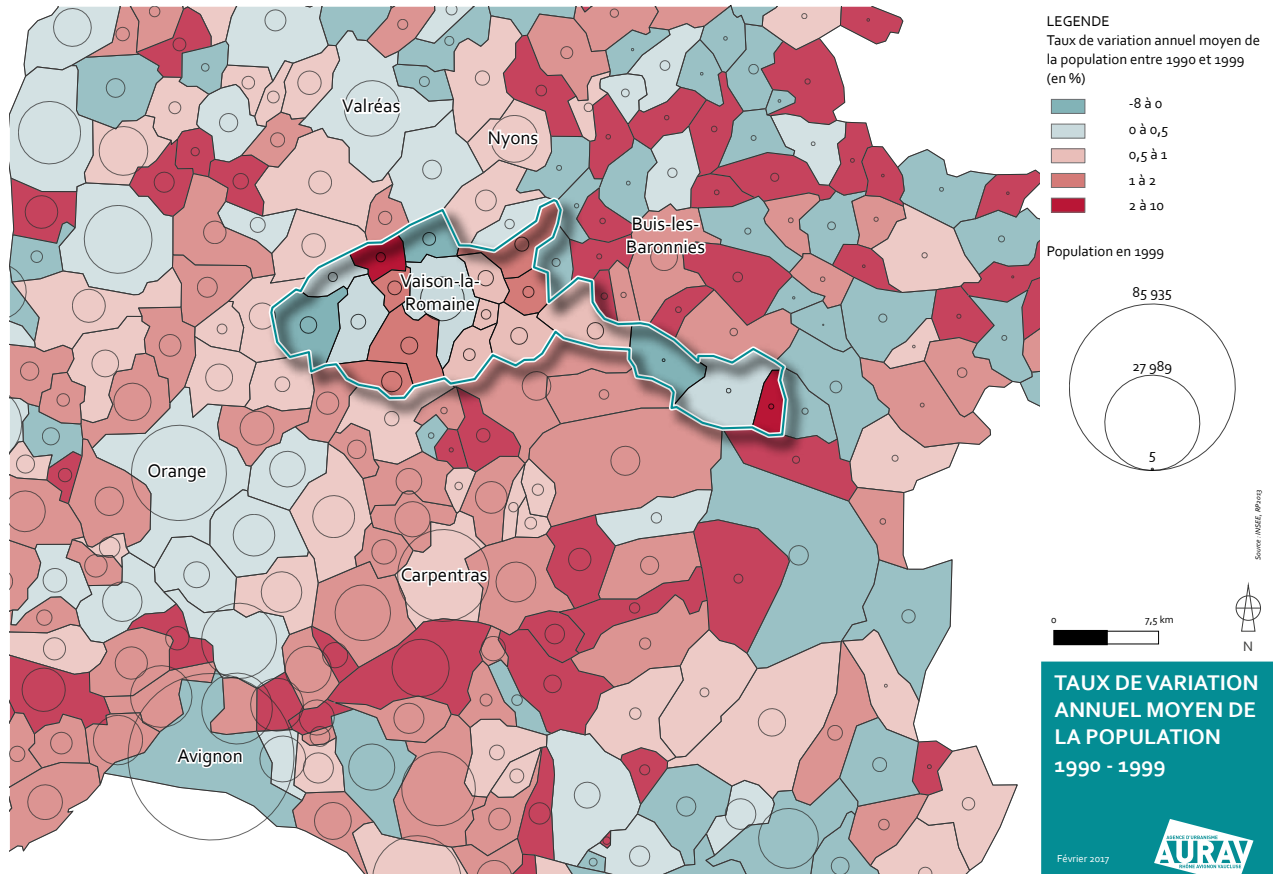 Valréas
Nyons
Buis-les-
Baronnies
Vaison-la-
Romaine
Orange
Carpentras
Avignon
LEGENDE
Taux de variation annuel moyen de
la population entre 1990 et 1999
(en %)
-8 à 0
0 à 0,5
0,5 à 1
1 à 2
2 à 10
Population en 1999
85 935
27 989
5
Source : INSEE, RP2013
0 7,5 km
N
TAUX DE VARIATION
ANNUEL MOYEN DE
LA POPULATION
1990 - 1999
Février 2017
AGENCE D'URBANISME
AURAV
RHÔNE AVIGNON VAUCLUSE